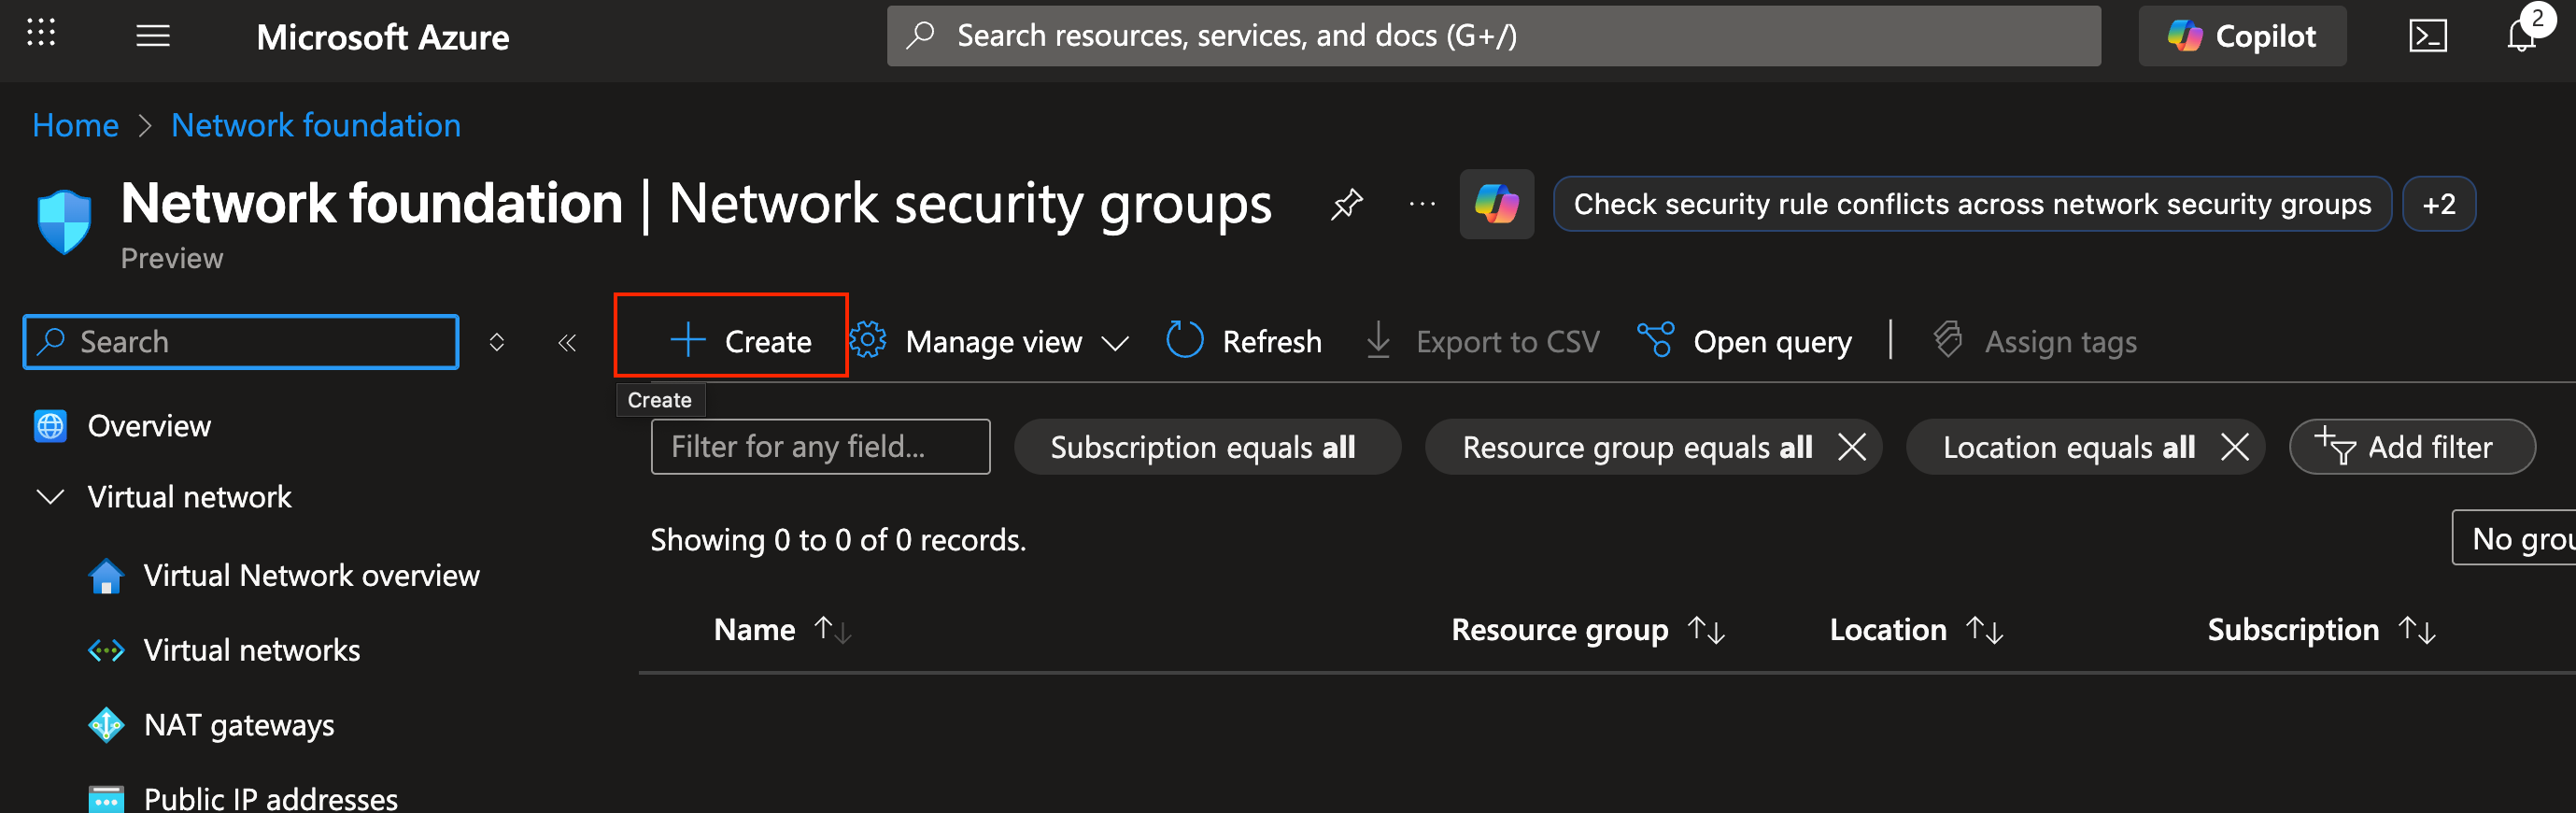 Microsoft Azure
Search resources, services, and docs (G+/)
Copilot
2
Home > Network foundation
Network foundation | Network security groups
Check security rule conflicts across network security groups
+2
Preview
Search
Create
Manage view
Refresh
Export to CSV
Open query
Assign tags
Create
Overview
Filter for any field...
Subscription equals all
Resource group equals all
Location equals all
Add filter
Virtual network
Showing 0 to 0 of 0 records.
No grou
Virtual Network overview
Name
Resource group
Location
Subscription
Virtual networks
NAT gateways
Public IP addresses